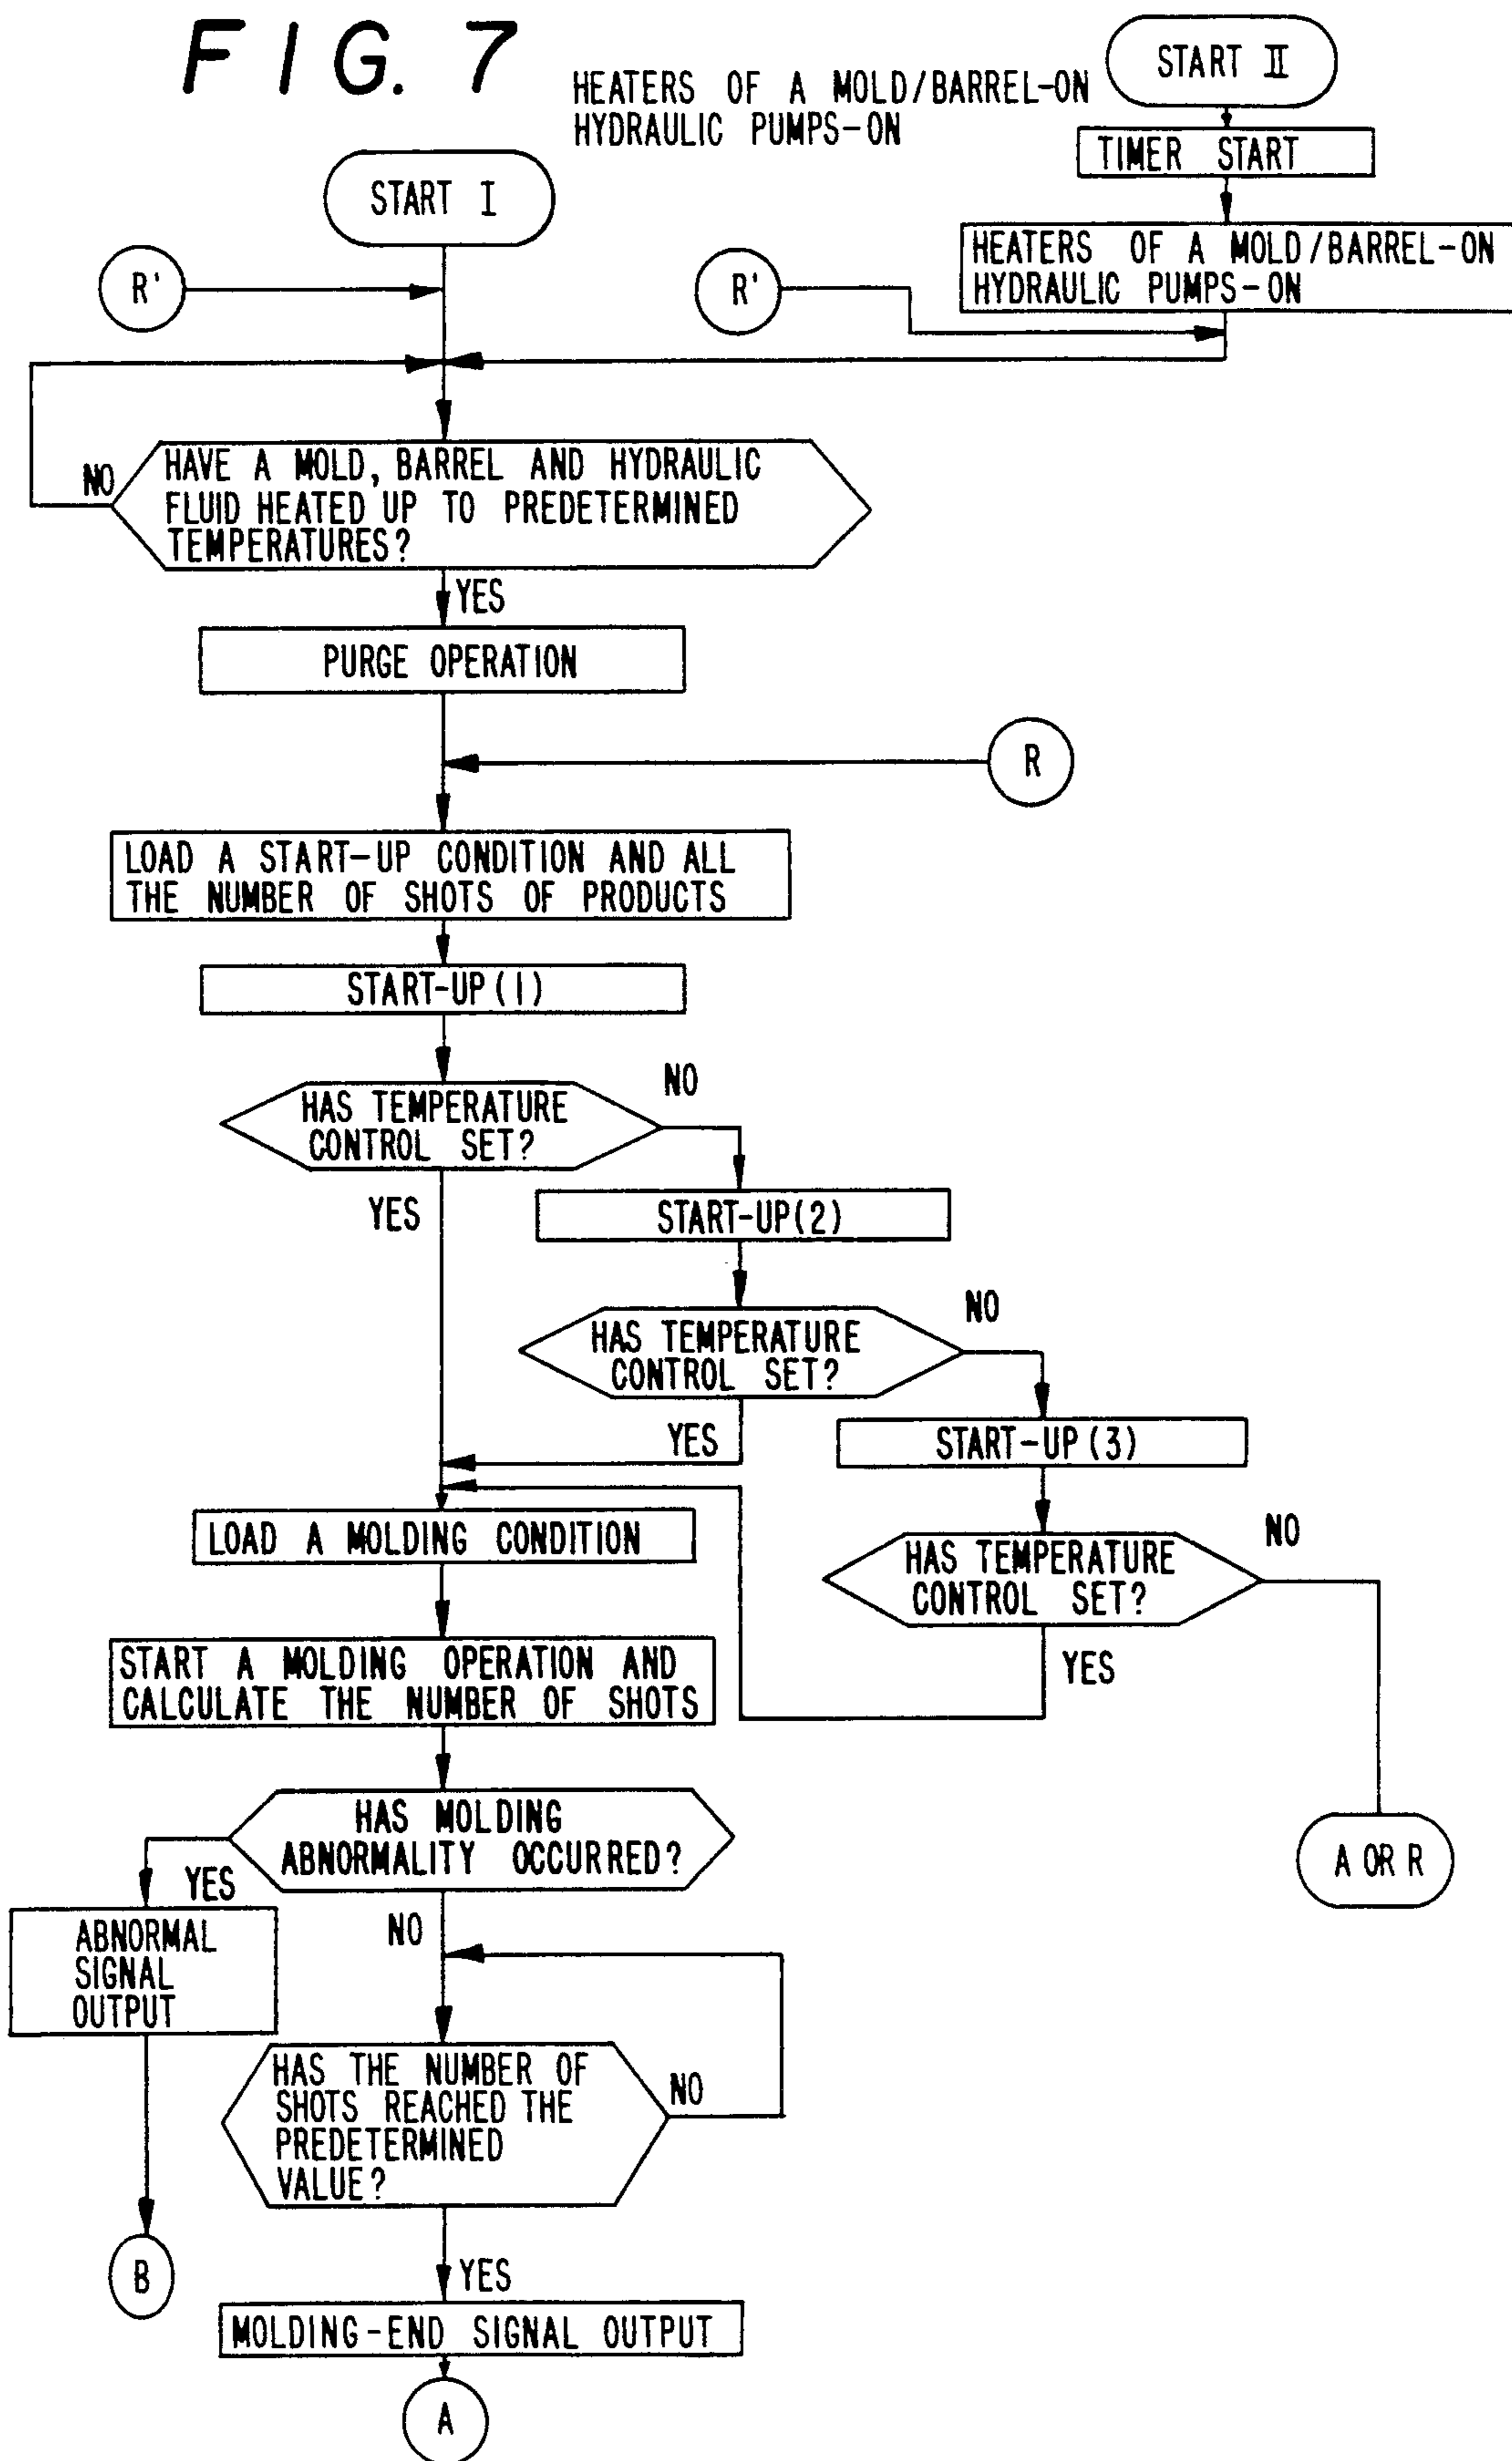 FIG. 7
HEATERS OF A MOLD/BARREL-ON
HYDRAULIC PUMPS-ON
START II
TIMER START
START I
HEATERS OF A MOLD/BARREL-ON
HYDRAULIC PUMPS-ON
R'
R'
NO
HAVE A MOLD, BARREL AND HYDRAULIC
FLUID HEATED UP TO PREDETERMINED
TEMPERATURES?
YES
PURGE OPERATION
R
LOAD A START-UP CONDITION AND ALL
THE NUMBER OF SHOTS OF PRODUCTS
START-UP(1)
HAS TEMPERATURE
CONTROL SET?
NO
YES
START-UP(2)
HAS TEMPERATURE
CONTROL SET?
NO
YES
START-UP(3)
LOAD A MOLDING CONDITION
HAS TEMPERATURE
CONTROL SET?
NO
YES
START A MOLDING OPERATION AND
CALCULATE THE NUMBER OF SHOTS
HAS MOLDING
ABNORMALITY OCCURRED?
A OR R
YES
NO
ABNORMAL
SIGNAL
OUTPUT
HAS THE NUMBER OF
SHOTS REACHED THE
PREDETERMINED
VALUE?
NO
B
YES
MOLDING-END SIGNAL OUTPUT
A